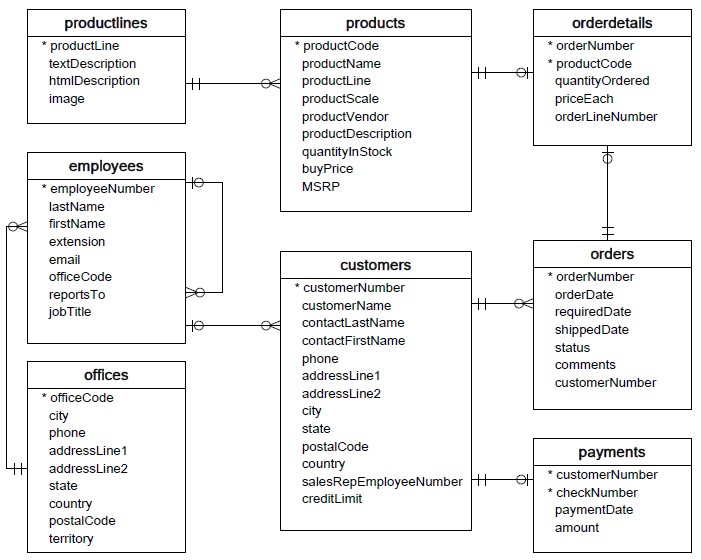 productlines
* productLine
textDescription
htmlDescription
image
products
* productCode
productName
productLine
productScale
productVendor
productDescription
quantityInStock
buyPrice
MSRP
orderdetails
* orderNumber
* productCode
quantityOrdered
priceEach
orderLineNumber
employees
* employeeNumber
lastName
firstName
extension
email
officeCode
reportsTo
jobTitle
customers
* customerNumber
customerName
contactLastName
contactFirstName
phone
addressLine1
addressLine2
city
state
postalCode
country
salesRepEmployeeNumber
creditLimit
orders
* orderNumber
orderDate
requiredDate
shippedDate
status
comments
customerNumber
offices
* officeCode
city
phone
addressLine1
addressLine2
state
country
postalCode
territory
payments
* customerNumber
* checkNumber
paymentDate
amount